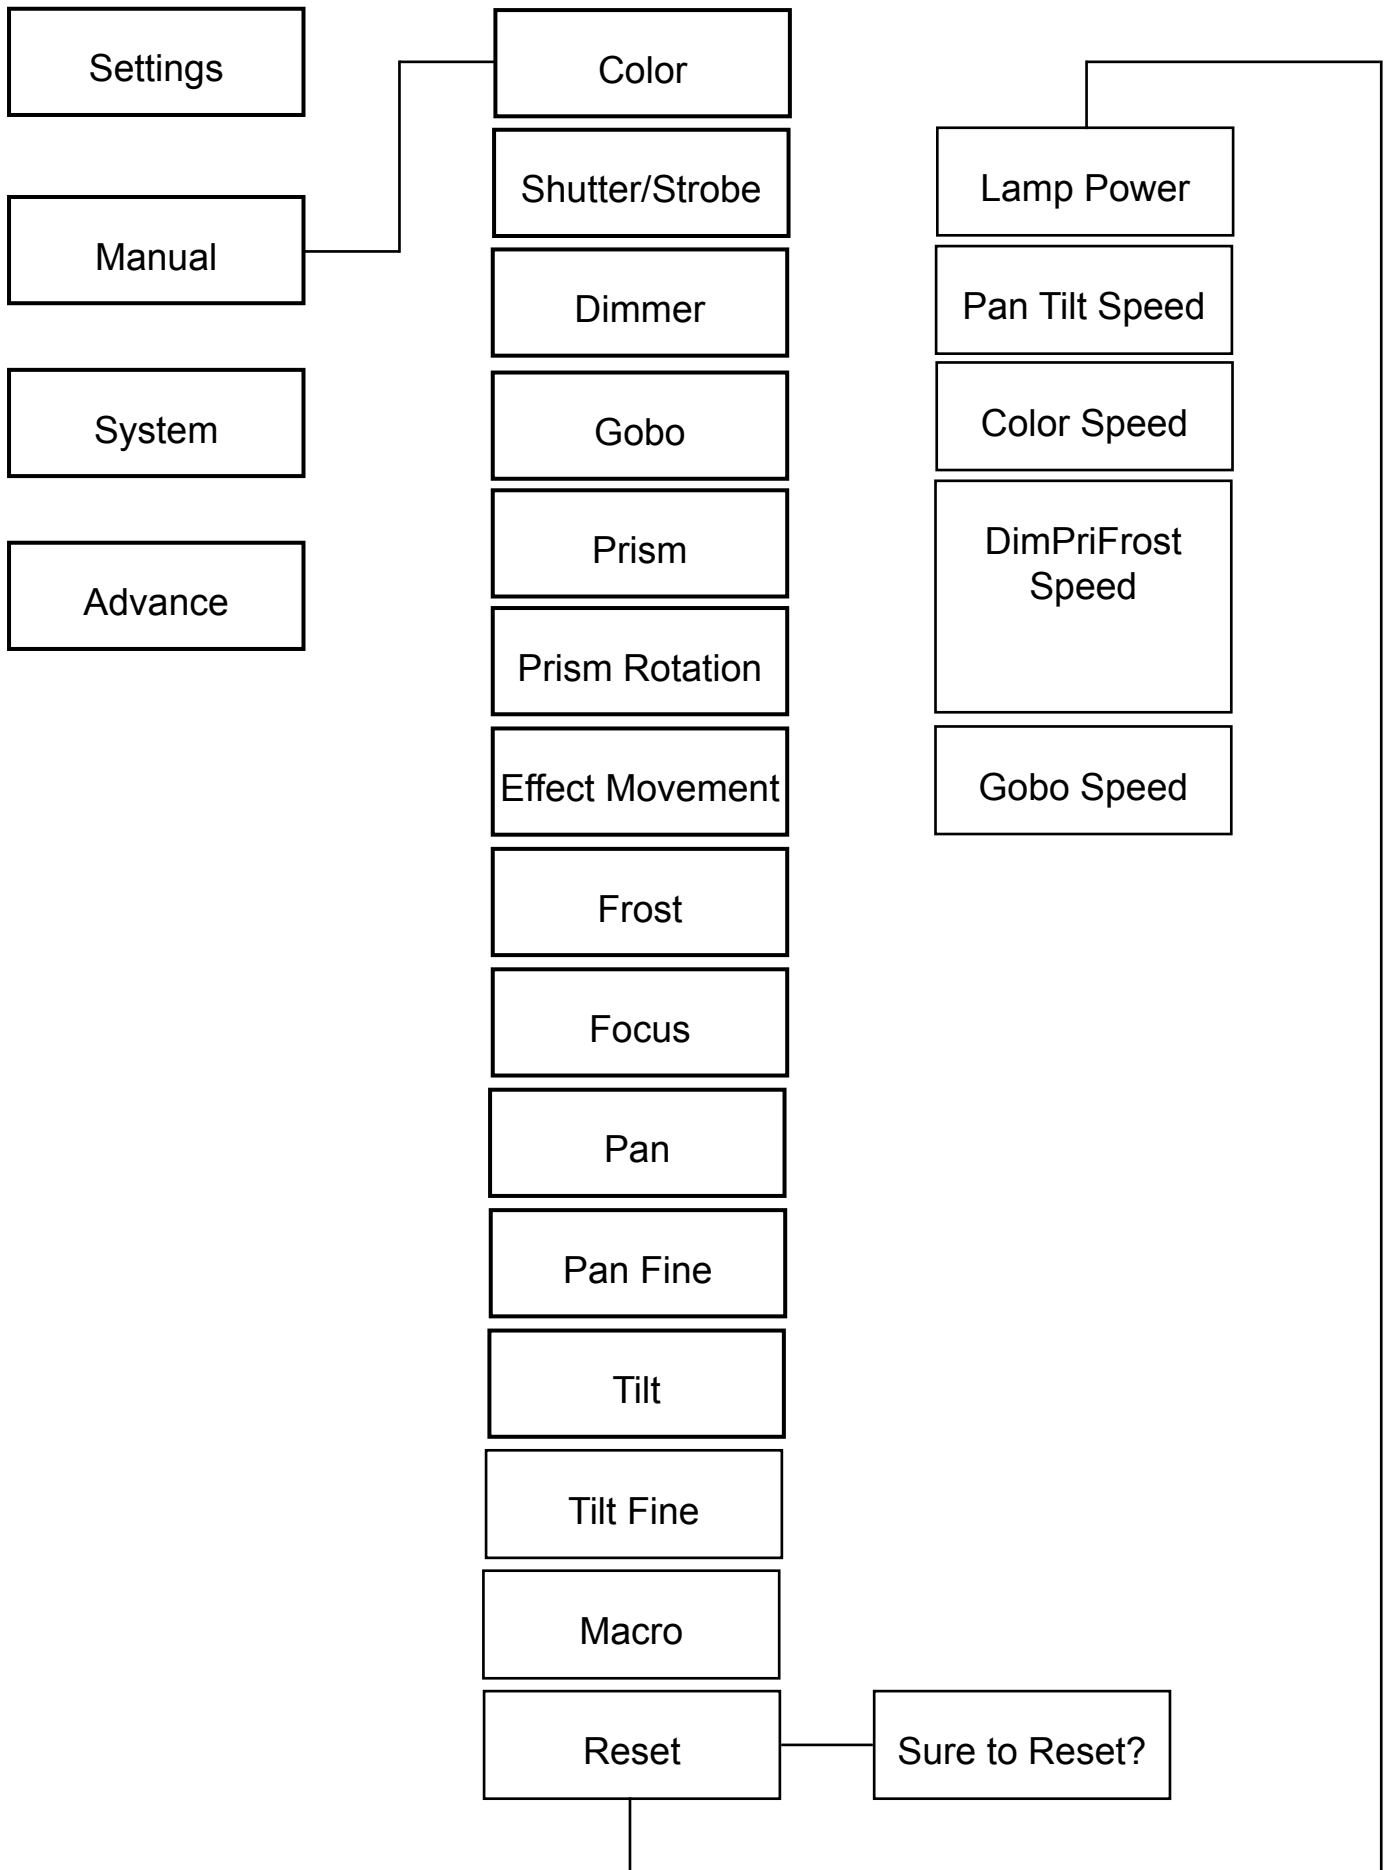 Settings
Manual
System
Advance
Color
Shutter/Strobe
Dimmer
Gobo
Prism
Prism Rotation
Effect Movement
Frost
Focus
Pan
Pan Fine
Tilt
Tilt Fine
Macro
Reset
Sure to Reset?
Lamp Power
Pan Tilt Speed
Color Speed
DimPriFrost
Speed
Gobo Speed